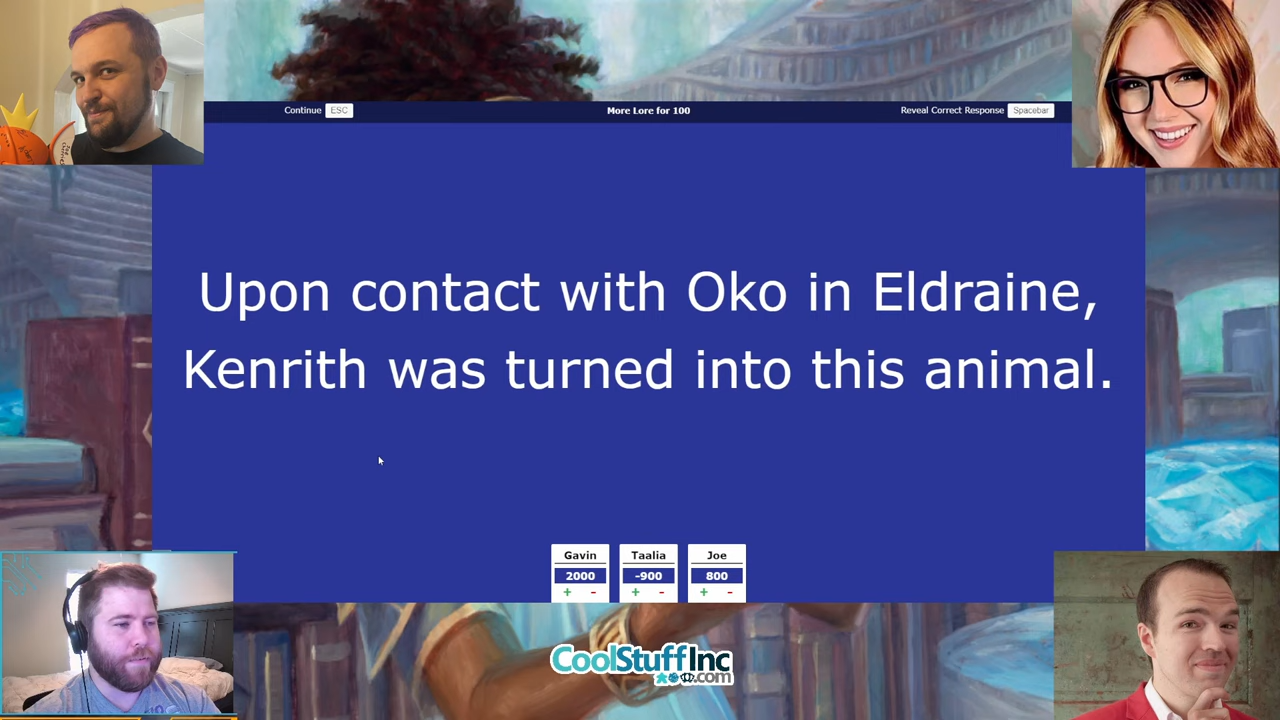 Continue ESC
More Lore for 100
Reveal Correct Response Spacebar
Upon contact with Oko in Eldraine,
Kenrith was turned into this animal.
Gavin Taalia Joe
2000 -900 800
+ - + - + -
CoolStuffInc
.com